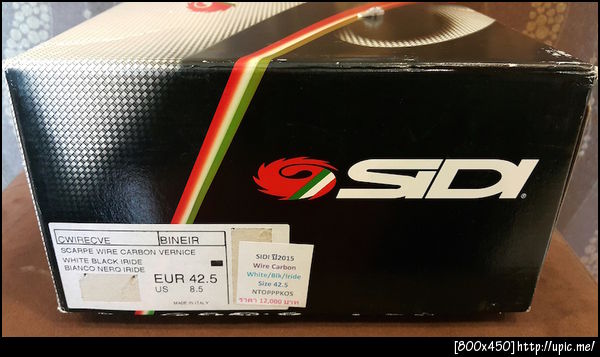 SIDI
CWIRECVE BINEIR
SCARPE WIRE CARBON VERNICE
WHITE BLACK IRIDE
BIANCO NERO IRIDE
EUR 42.5
US 8.5
MADE IN ITALY
SIDI ปี2015
Wire Carbon
White/Blk/Iride
Size 42.5
NTOPPPKOS
ราคา 12,000 บาท
[800x450]http://upic.me/